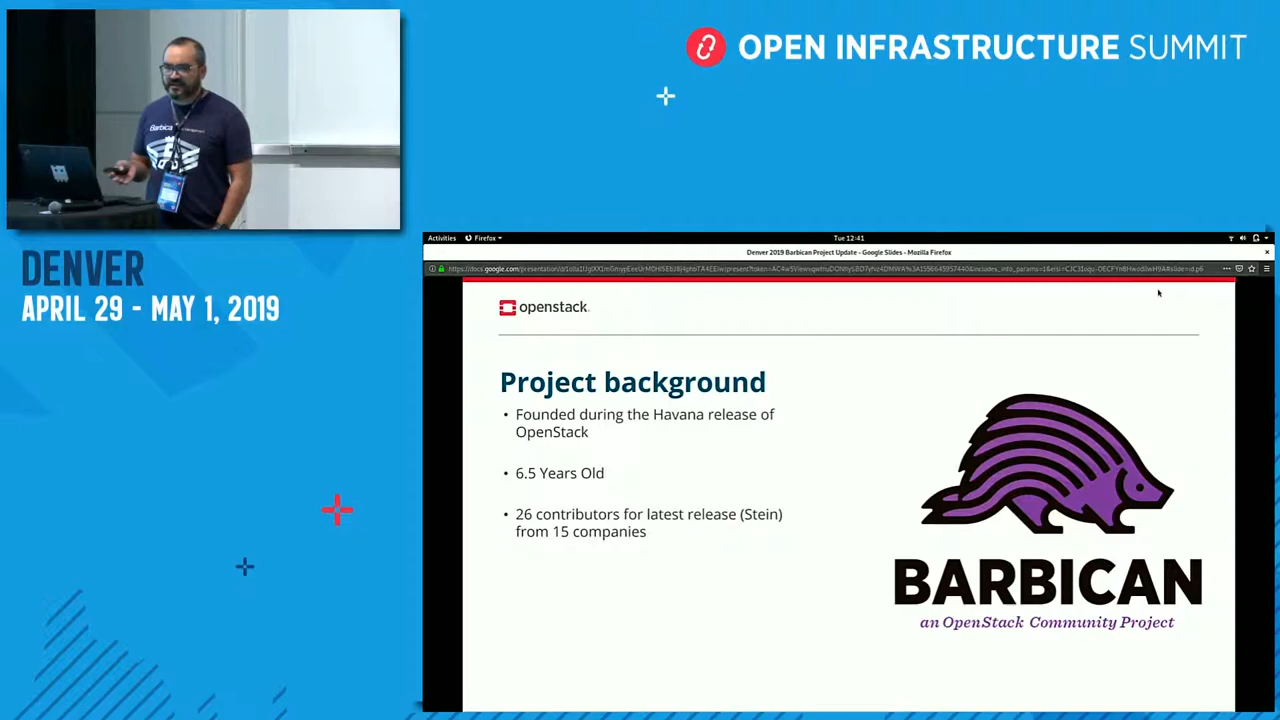 OPEN INFRASTRUCTURE SUMMIT
Barbica
DENVER
APRIL 29 - MAY 1, 2019
Activities
Firefox
Tue 12:41
Denver 2019 Barbican Project Update - Google Slides - Mozilla Firefox
openstack.
Project background
• Founded during the Havana release of
OpenStack
• 6.5 Years Old
• 26 contributors for latest release (Stein)
from 15 companies
BARBICAN
an OpenStack Community Project